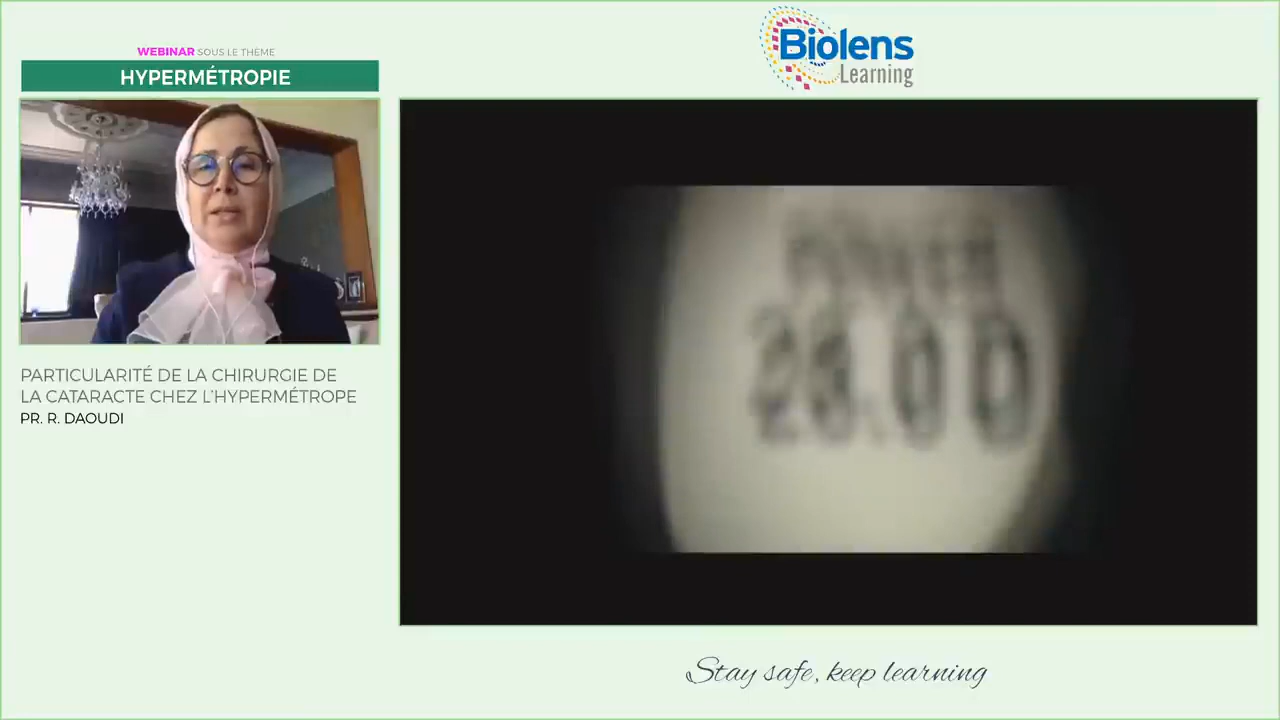 WEBINAR SOUS LE THÈME
HYPERMÉTROPIE
Biolens
Learning
POWER
PARTICULARITÉ DE LA CHIRURGIE DE
LA CATARACTE CHEZ L'HYPERMÉTROPE
PR. R. DAOUDI
Stay safe, keep learning